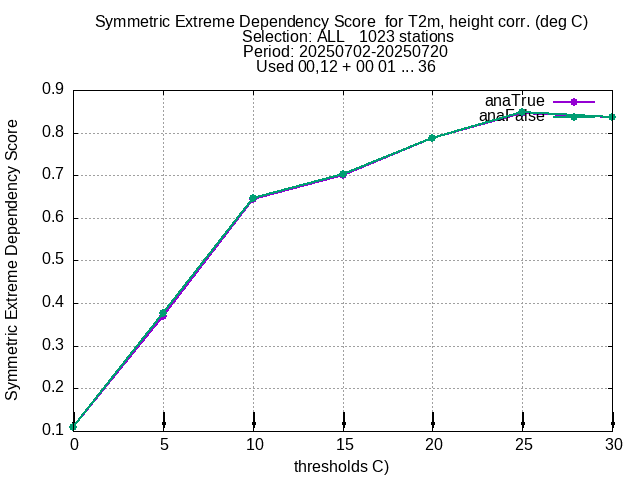 Symmetric Extreme Dependency Score  for T2m, height corr. (deg C)
Selection: ALL   1023 stations
Period: 20250702-20250720
Used 00,12 + 00 01 ... 36
anaTrue
anaFalse
Symmetric Extreme Dependency Score
0.9
0.8
0.7
0.6
0.5
0.4
0.3
0.2
0.1
0 5 10 15 20 25 30
thresholds C)